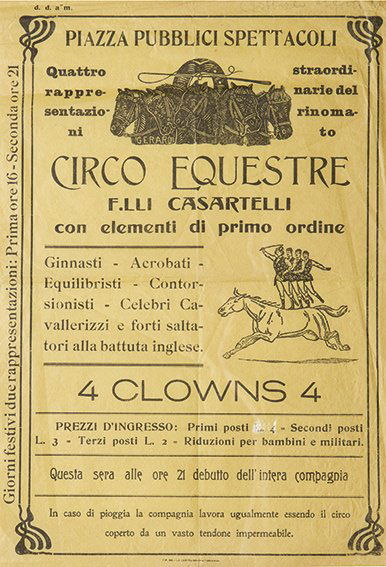 d. d. a m.
PIAZZA PUBBLICI SPETTACOLI
Quattro
rappre-
sentazio-
ni
straordi-
narie del
rinoma-
to
GERARD
CIRCO EQUESTRE
F.LLI CASARTELLI
con elementi di primo ordine
Ginnasti - Acrobati -
Equilibristi - Contor-
sionisti - Celebri Ca-
vallerizzi e forti salta-
tori alla battuta inglese.
4 CLOWNS 4
PREZZI D'INGRESSO: Primi posti 4 - Secondi posti
L. 3 - Terzi posti L. 2 - Riduzioni per bambini e militari.
Questa sera alle ore 21 debutto dell'intera compagnia
In caso di pioggia la compagnia lavora ugualmente essendo il circo
coperto da un vasto tendone impermeabile.
Giorni festivi due rappresentazioni: Prima ore 16 - Seconda ore 21